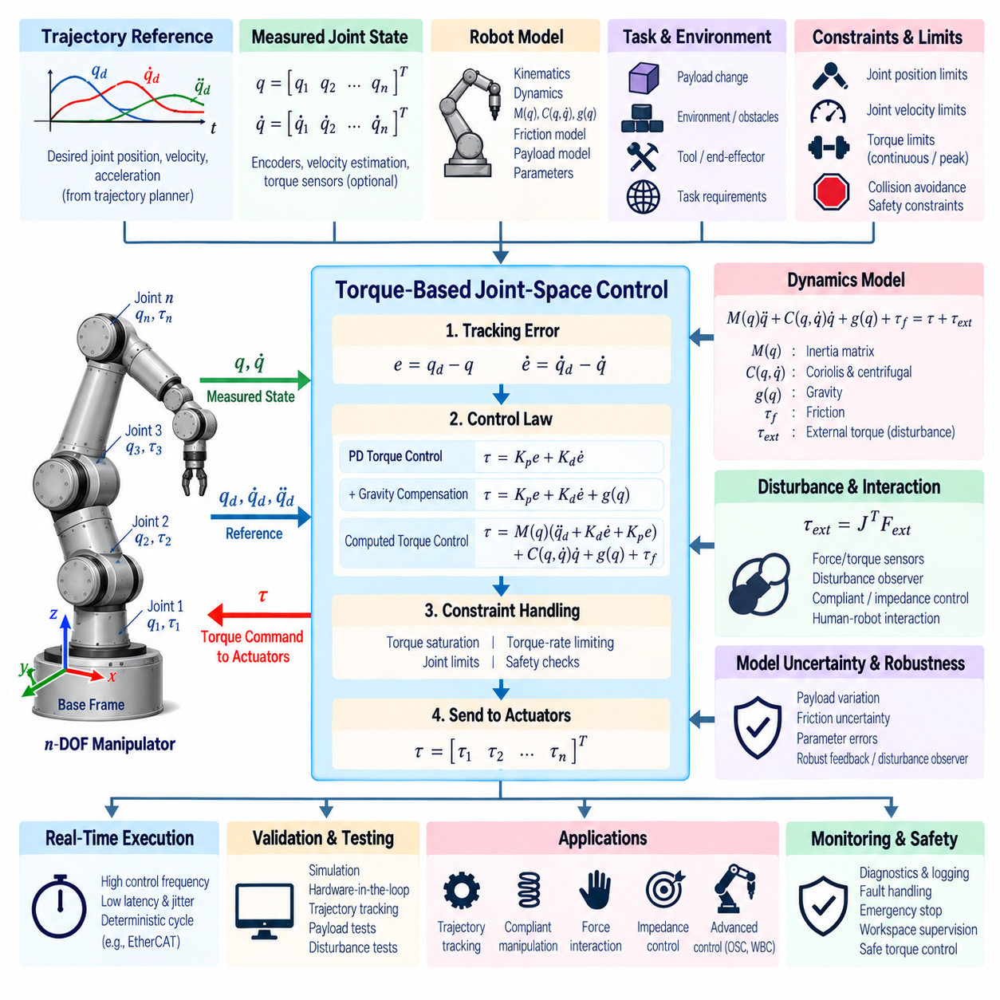 Trajectory Reference
q_d
q̇_d
q̈_d
t
Desired joint position, velocity,
acceleration
(from trajectory planner)
Measured Joint State
q = [q₁ q₂ ... qₙ]ᵀ
q̇ = [q̇₁ q̇₂ ... q̇ₙ]ᵀ
Encoders, velocity estimation,
torque sensors (optional)
Robot Model
Kinematics
Dynamics
M(q), C(q, q̇), g(q)
Friction model
Payload model
Parameters
Task & Environment
Payload change
Environment / obstacles
Tool / end-effector
Task requirements
Constraints & Limits
Joint position limits
Joint velocity limits
Torque limits
(continuous / peak)
Collision avoidance
Safety constraints
Joint n
qₙ, τₙ
Joint 3
q₃, τ₃
Joint 2
q₂, τ₂
Joint 1
q₁, τ₁
z
y
x
Base Frame
n-DOF Manipulator
q, q̇
Measured State
q_d, q̇_d, q̈_d
Reference
τ
Torque Command
to Actuators
Torque-Based Joint-Space Control
1. Tracking Error
e = q_d − q ė = q̇_d − q̇
2. Control Law
PD Torque Control τ = K_p e + K_d ė
+ Gravity Compensation τ = K_p e + K_d ė + g(q)
Computed Torque Control τ = M(q)(q̈_d + K_d ė + K_p e)
+ C(q, q̇)q̇ + g(q) + τ_f
3. Constraint Handling
Torque saturation | Torque-rate limiting
Joint limits | Safety checks
4. Send to Actuators
τ = [τ₁ τ₂ ... τₙ]ᵀ
Dynamics Model
M(q)q̈ + C(q, q̇)q̇ + g(q) + τ_f = τ + τ_ext
M(q) : Inertia matrix
C(q, q̇) : Coriolis & centrifugal
g(q) : Gravity
τ_f : Friction
τ_ext : External torque (disturbance)
Disturbance & Interaction
τ_ext = Jᵀ F_ext
Force/torque sensors
Disturbance observer
Compliant / impedance control
Human-robot interaction
Model Uncertainty & Robustness
Payload variation
Friction uncertainty
Parameter errors
Robust feedback / disturbance observer
Real-Time Execution
High control frequency
Low latency & jitter
Deterministic cycle
(e.g., EtherCAT)
Validation & Testing
Simulation
Hardware-in-the-loop
Trajectory tracking
Payload tests
Disturbance tests
Applications
Trajectory
tracking
Compliant
manipulation
Force
interaction
Impedance
control
Advanced
control (OSC, WBC)
Monitoring & Safety
Diagnostics & logging
Fault handling
Emergency stop
Workspace supervision
Safe torque control